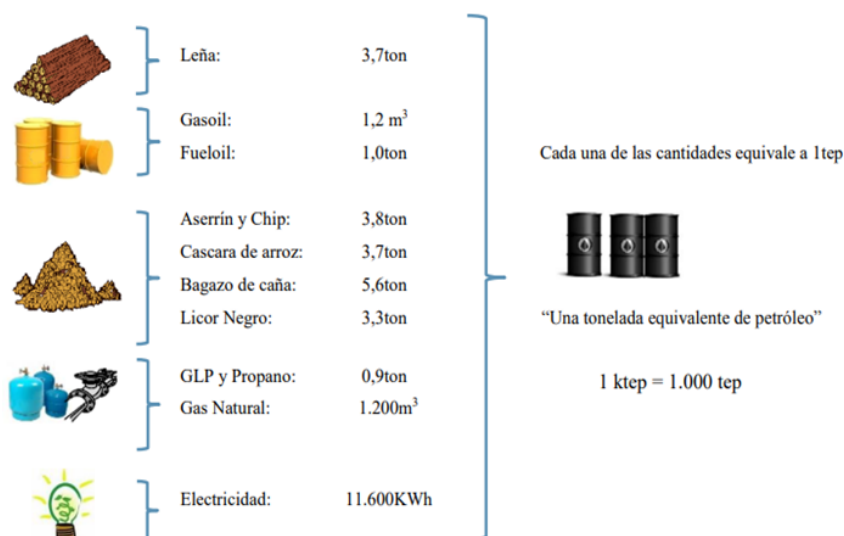 Leña: 3,7ton
Gasoil: 1,2 m³
Fueloil: 1,0ton
Cada una de las cantidades equivale a 1tep
Aserrín y Chip: 3,8ton
Cascara de arroz: 3,7ton
Bagazo de caña: 5,6ton
Licor Negro: 3,3ton
“Una tonelada equivalente de petróleo”
GLP y Propano: 0,9ton
1 ktep = 1.000 tep
Gas Natural: 1.200m³
Electricidad: 11.600KWh